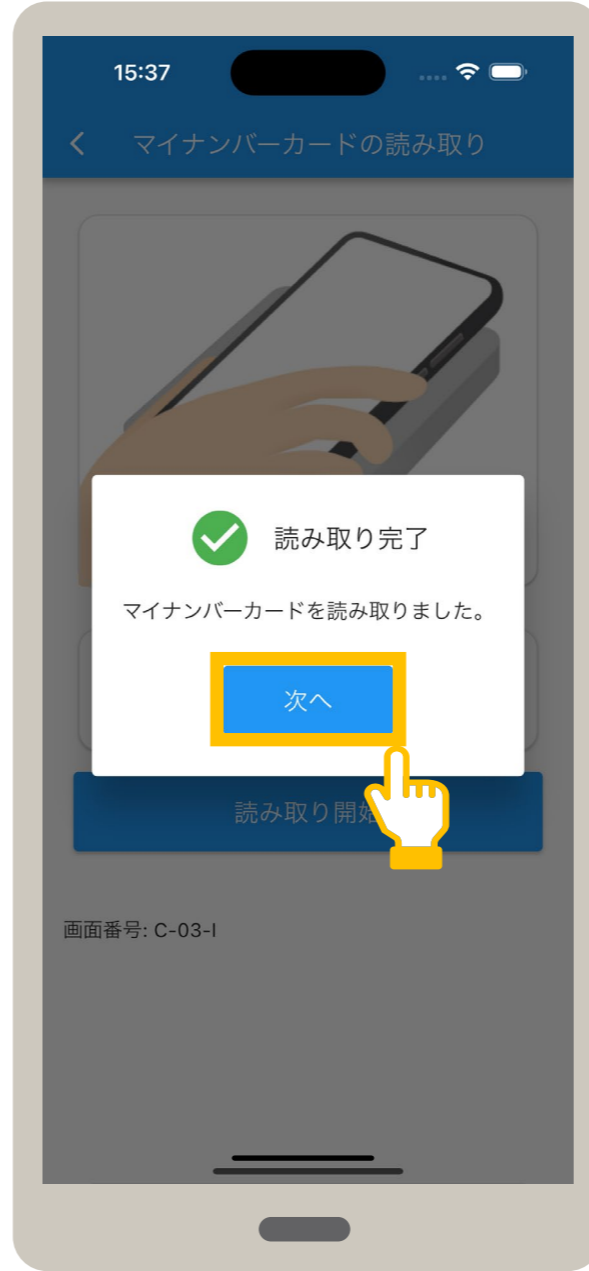 15:37
マイナンバーカードの読み取り
読み取り完了
マイナンバーカードを読み取りました。
次へ
読み取り開始
画面番号: C-03-I